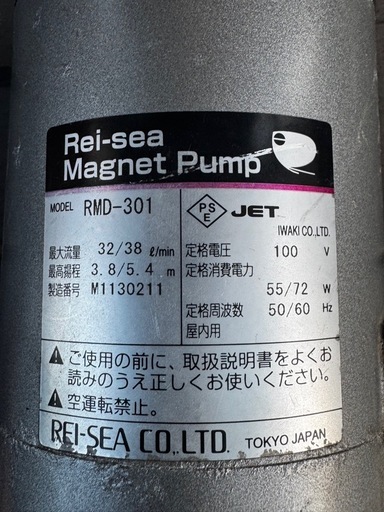 Rei-sea
Magnet Pump
MODEL RMD-301
PSE JET
IWAKI CO.,LTD.
最大流量 32/38 ℓ/min
最高揚程 3.8/5.4 m
製造番号 M1130211
定格電圧 100 V
定格消費電力
55/72 W
定格周波数 50/60 Hz
屋内用
⚠ご使用の前に、取扱説明書をよくお
読みのうえ正しくお使いください。
⚠空運転禁止。
REI-SEA CO.,LTD. TOKYO JAPAN